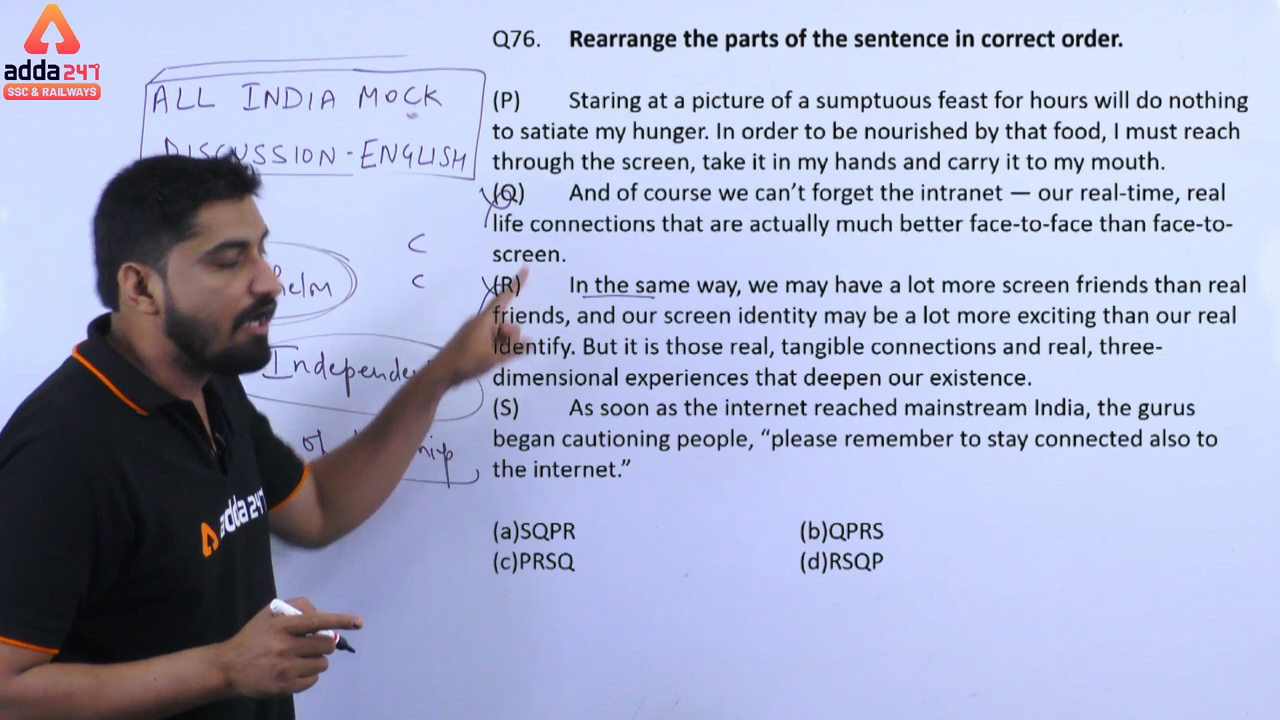 adda 247
SSC & RAILWAYS
ALL INDIA MOCK
DISCUSSION - ENGLISH
C
C
of
adda 247
Q76. Rearrange the parts of the sentence in correct order.
(P) Staring at a picture of a sumptuous feast for hours will do nothing
to satiate my hunger. In order to be nourished by that food, I must reach
through the screen, take it in my hands and carry it to my mouth.
(Q) And of course we can't forget the intranet — our real-time, real
life connections that are actually much better face-to-face than face-to-
screen.
(R) In the same way, we may have a lot more screen friends than real
friends, and our screen identity may be a lot more exciting than our real
identify. But it is those real, tangible connections and real, three-
dimensional experiences that deepen our existence.
(S) As soon as the internet reached mainstream India, the gurus
began cautioning people, “please remember to stay connected also to
the internet.”
(a)SQPR (b)QPRS
(c)PRSQ (d)RSQP